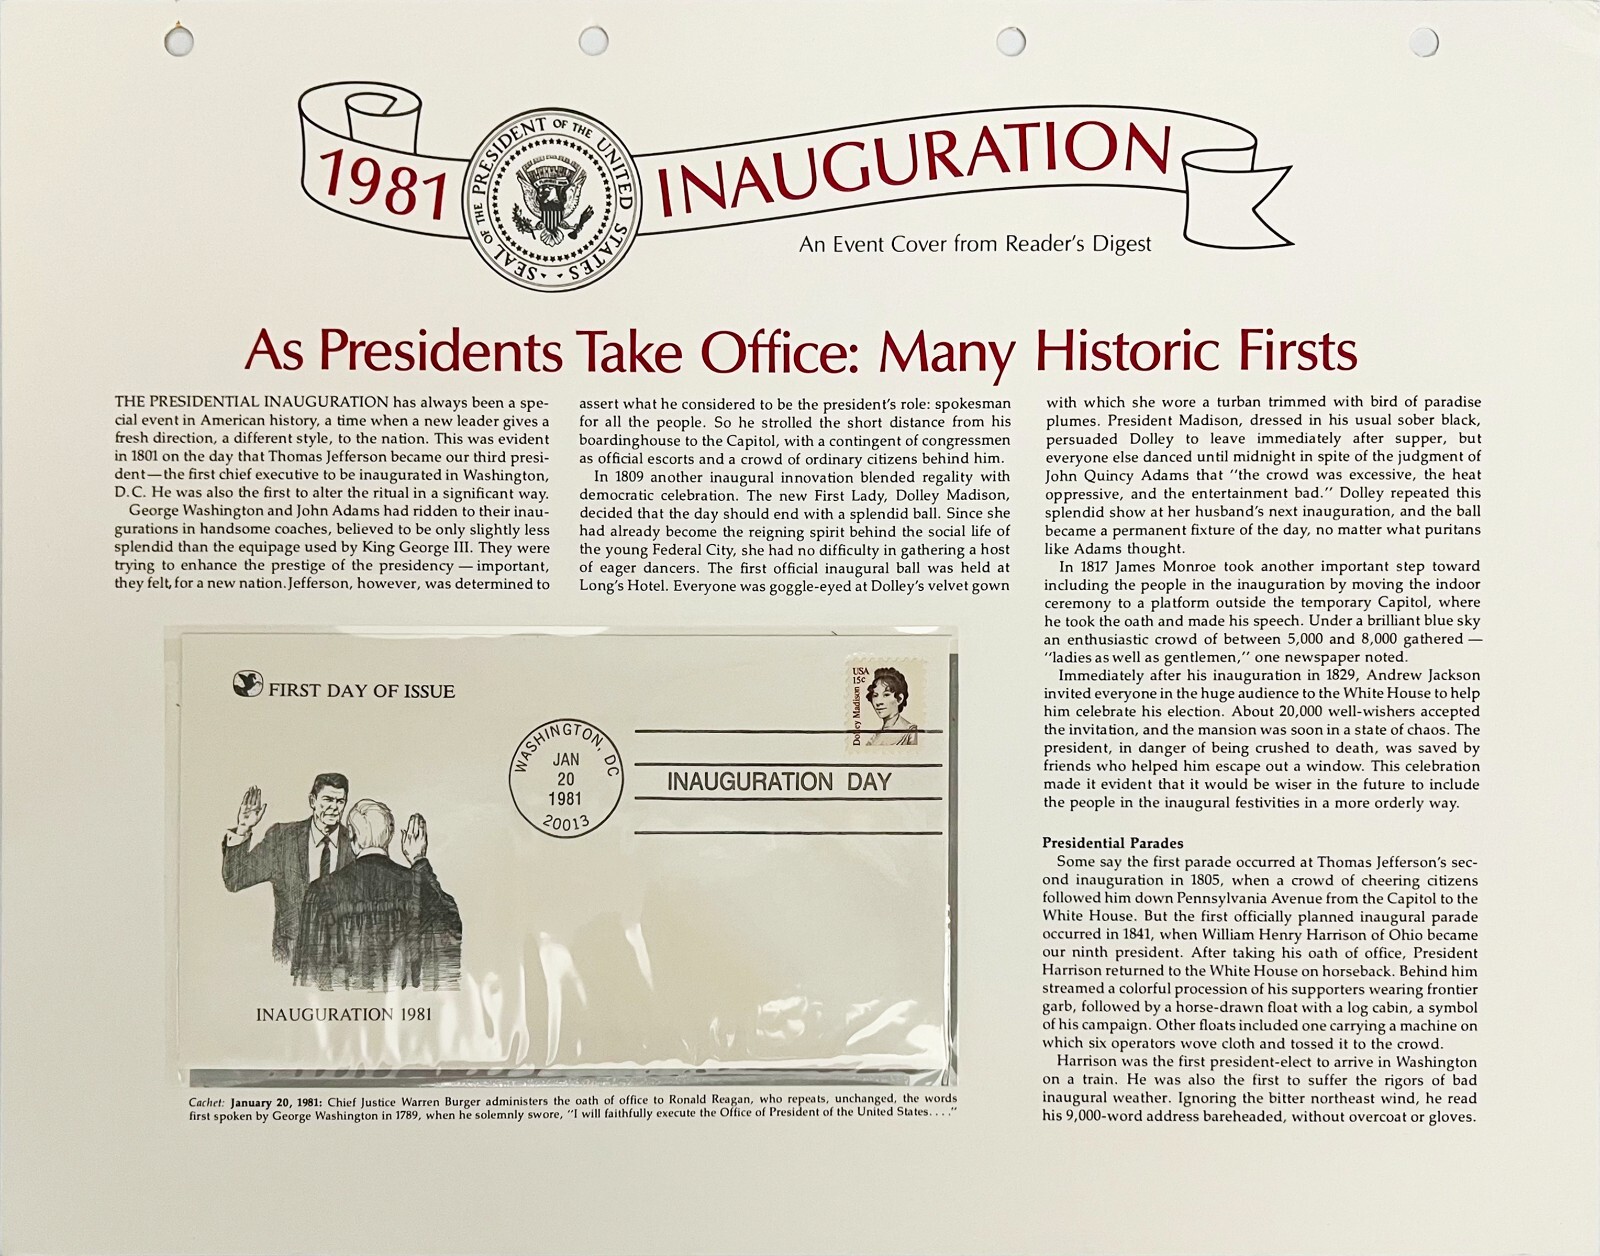 1981
SEAL OF THE PRESIDENT OF THE UNITED STATES
INAUGURATION
An Event Cover from Reader's Digest
As Presidents Take Office: Many Historic Firsts
THE PRESIDENTIAL INAUGURATION has always been a spe-
cial event in American history, a time when a new leader gives a
fresh direction, a different style, to the nation. This was evident
in 1801 on the day that Thomas Jefferson became our third presi-
dent—the first chief executive to be inaugurated in Washington,
D.C. He was also the first to alter the ritual in a significant way.
George Washington and John Adams had ridden to their inau-
gurations in handsome coaches, believed to be only slightly less
splendid than the equipage used by King George III. They were
trying to enhance the prestige of the presidency — important,
they felt, for a new nation. Jefferson, however, was determined to
assert what he considered to be the president's role: spokesman
for all the people. So he strolled the short distance from his
boardinghouse to the Capitol, with a contingent of congressmen
as official escorts and a crowd of ordinary citizens behind him.
In 1809 another inaugural innovation blended regality with
democratic celebration. The new First Lady, Dolley Madison,
decided that the day should end with a splendid ball. Since she
had already become the reigning spirit behind the social life of
the young Federal City, she had no difficulty in gathering a host
of eager dancers. The first official inaugural ball was held at
Long's Hotel. Everyone was goggle-eyed at Dolley's velvet gown
with which she wore a turban trimmed with bird of paradise
plumes. President Madison, dressed in his usual sober black,
persuaded Dolley to leave immediately after supper, but
everyone else danced until midnight in spite of the judgment of
John Quincy Adams that "the crowd was excessive, the heat
oppressive, and the entertainment bad." Dolley repeated this
splendid show at her husband's next inauguration, and the ball
became a permanent fixture of the day, no matter what puritans
like Adams thought.
In 1817 James Monroe took another important step toward
including the people in the inauguration by moving the indoor
ceremony to a platform outside the temporary Capitol, where
he took the oath and made his speech. Under a brilliant blue sky
an enthusiastic crowd of between 5,000 and 8,000 gathered —
"ladies as well as gentlemen," one newspaper noted.
Immediately after his inauguration in 1829, Andrew Jackson
invited everyone in the huge audience to the White House to help
him celebrate his election. About 20,000 well-wishers accepted
the invitation, and the mansion was soon in a state of chaos. The
president, in danger of being crushed to death, was saved by
friends who helped him escape out a window. This celebration
made it evident that it would be wiser in the future to include
the people in the inaugural festivities in a more orderly way.
Presidential Parades
Some say the first parade occurred at Thomas Jefferson's sec-
ond inauguration in 1805, when a crowd of cheering citizens
followed him down Pennsylvania Avenue from the Capitol to the
White House. But the first officially planned inaugural parade
occurred in 1841, when William Henry Harrison of Ohio became
our ninth president. After taking his oath of office, President
Harrison returned to the White House on horseback. Behind him
streamed a colorful procession of his supporters wearing frontier
garb, followed by a horse-drawn float with a log cabin, a symbol
of his campaign. Other floats included one carrying a machine on
which six operators wove cloth and tossed it to the crowd.
Harrison was the first president-elect to arrive in Washington
on a train. He was also the first to suffer the rigors of bad
inaugural weather. Ignoring the bitter northeast wind, he read
his 9,000-word address bareheaded, without overcoat or gloves.
FIRST DAY OF ISSUE
USA
15c
Dolley Madison
WASHINGTON, DC
JAN
20
1981
20013
INAUGURATION DAY
INAUGURATION 1981
Cachet: January 20, 1981: Chief Justice Warren Burger administers the oath of office to Ronald Reagan, who repeats, unchanged, the words
first spoken by George Washington in 1789, when he solemnly swore, "I will faithfully execute the Office of President of the United States. . . ."